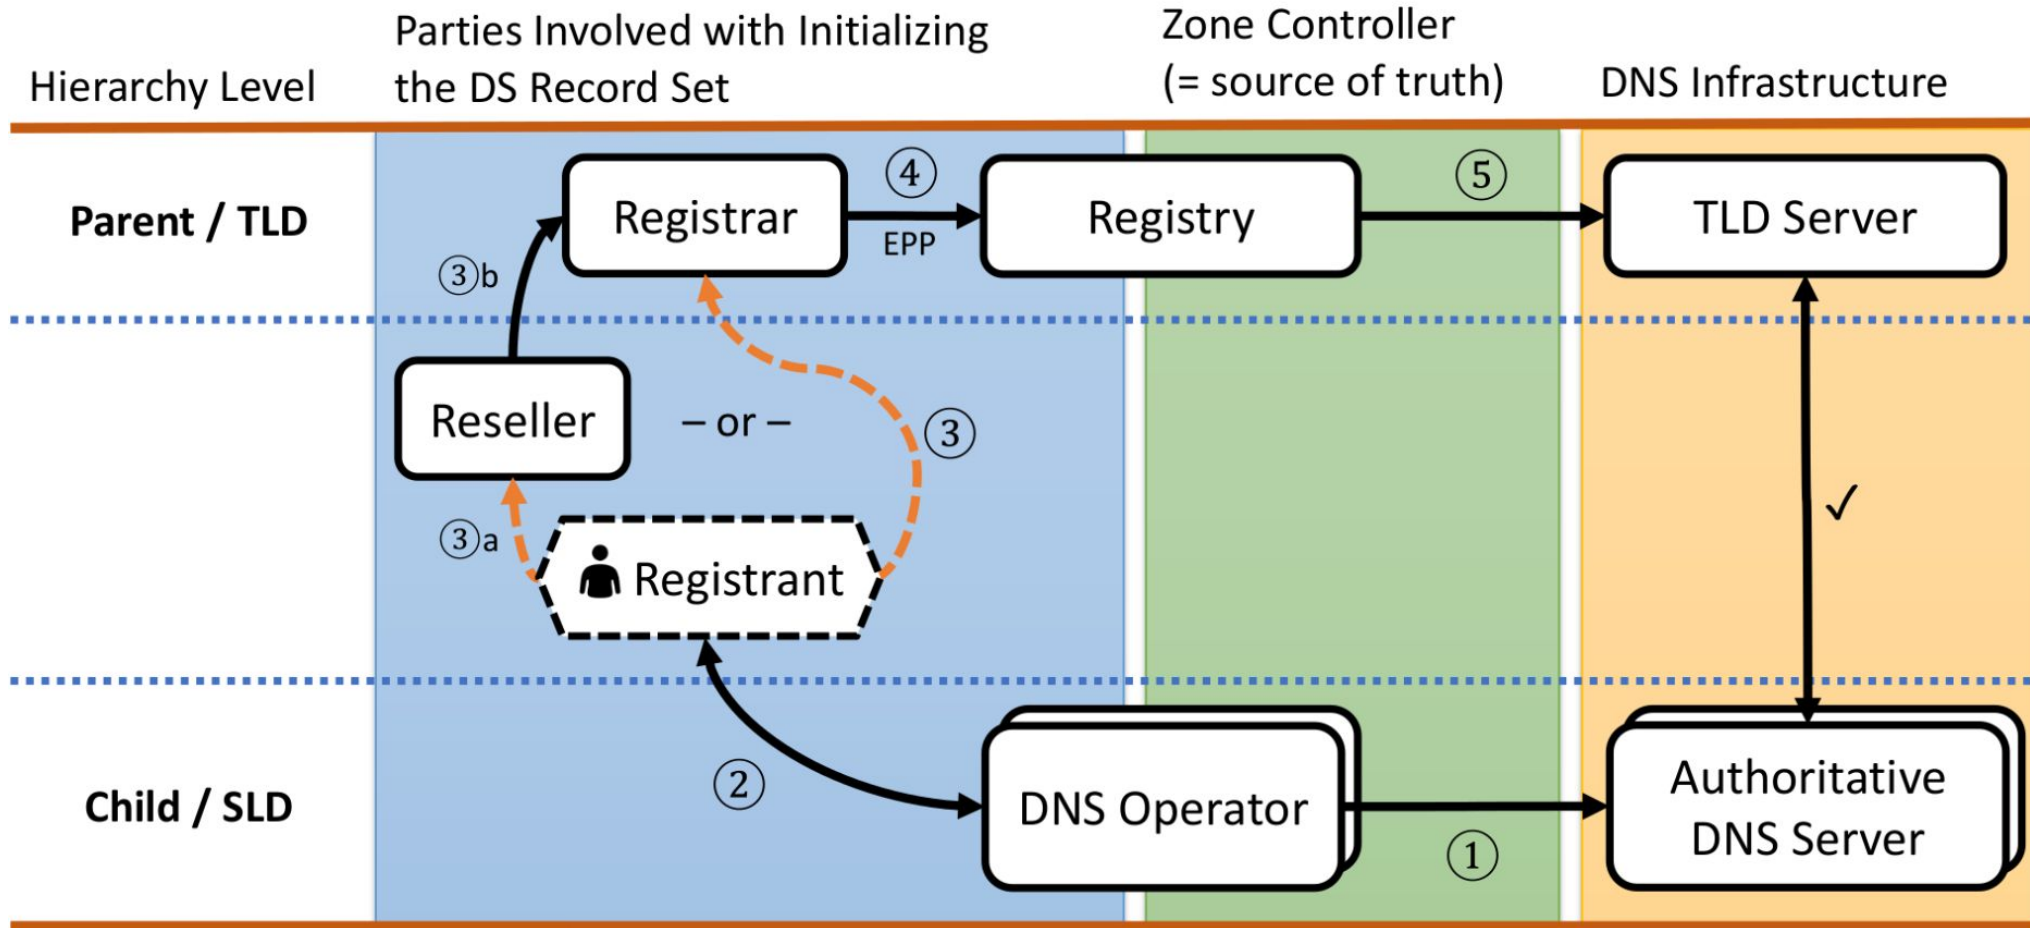 Hierarchy Level
Parties Involved with Initializing
the DS Record Set
Zone Controller
(= source of truth)
DNS Infrastructure
Parent / TLD
Registrar
④
EPP
Registry
⑤
TLD Server
③b
Reseller
– or –
③
③a
Registrant
✓
Child / SLD
②
DNS Operator
①
Authoritative
DNS Server